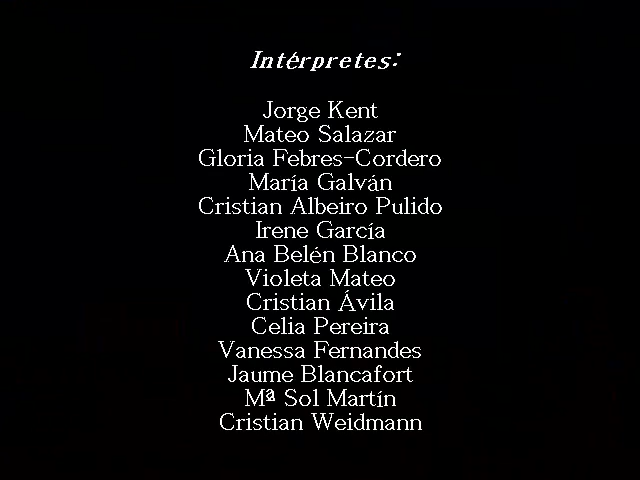 Intérpretes:
Jorge Kent
Mateo Salazar
Gloria Febres-Cordero
María Galván
Cristian Albeiro Pulido
Irene García
Ana Belén Blanco
Violeta Mateo
Cristian Ávila
Celia Pereira
Vanessa Fernandes
Jaume Blancafort
Mª Sol Martín
Cristian Weidmann